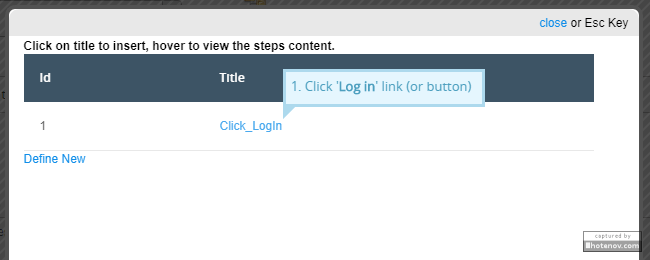 close or Esc Key
Click on title to insert, hover to view the steps content.
Id Title
1. Click 'Log in' link (or button)
1 Click_LogIn
Define New
captured by
hotanov.com